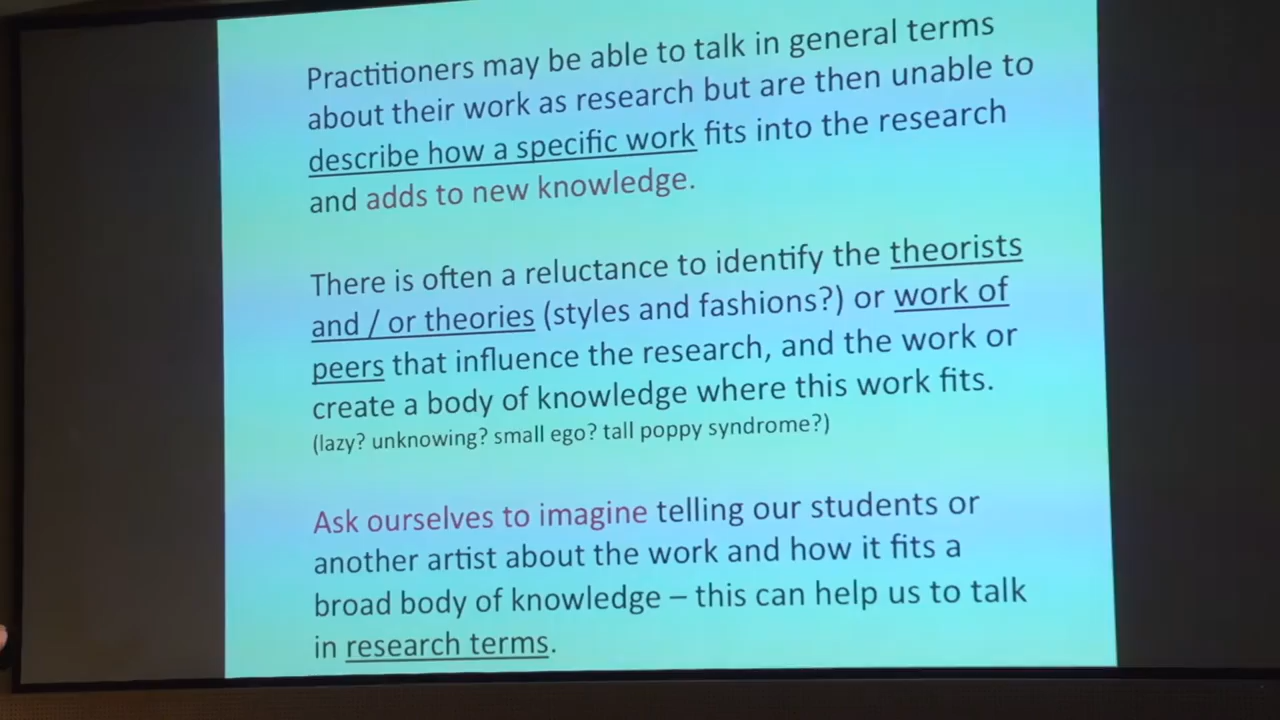 Practitioners may be able to talk in general terms
about their work as research but are then unable to
describe how a specific work fits into the research
and adds to new knowledge.
There is often a reluctance to identify the theorists
and / or theories (styles and fashions?) or work of
peers that influence the research, and the work or
create a body of knowledge where this work fits.
(lazy? unknowing? small ego? tall poppy syndrome?)
Ask ourselves to imagine telling our students or
another artist about the work and how it fits a
broad body of knowledge – this can help us to talk
in research terms.